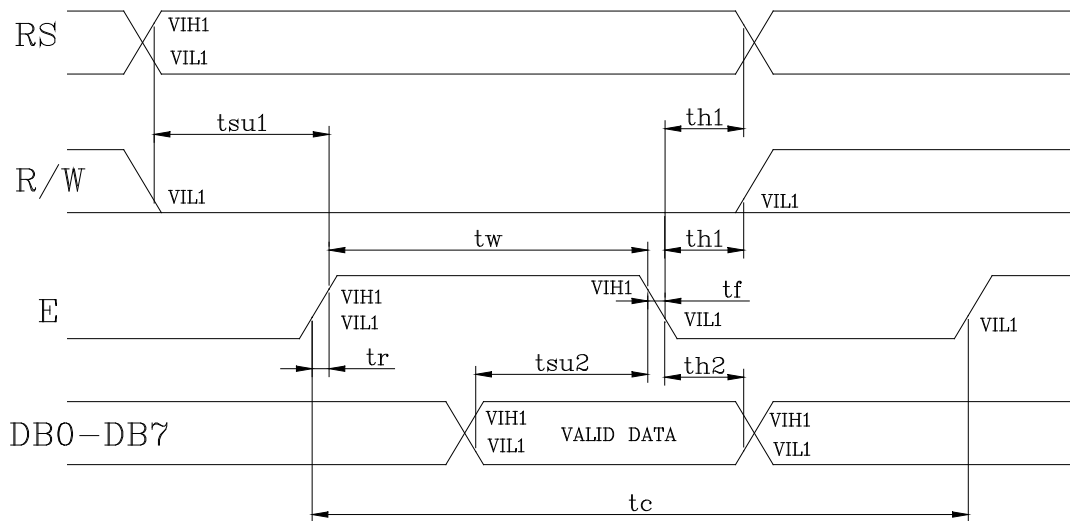 RS
VIH1
VIL1
tsu1
th1
R/W
VIL1
VIL1
tw
th1
E
VIH1
VIL1
VIH1
tf
VIL1
VIL1
tr
tsu2
th2
DB0-DB7
VIH1
VIL1
VALID DATA
VIH1
VIL1
tc